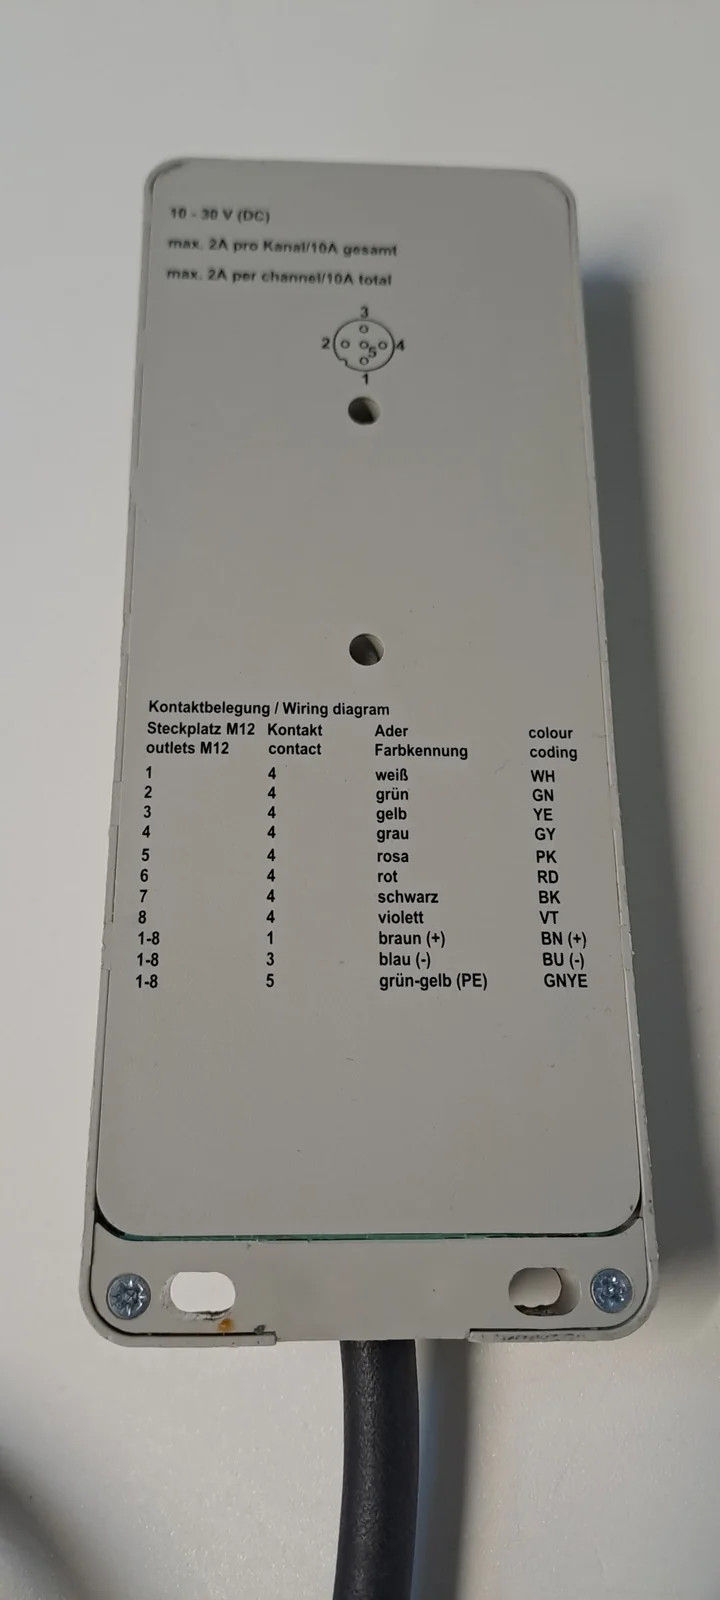 10 - 30 V (DC)
max. 2A pro Kanal/10A gesamt
max. 2A per channel/10A total
3
2 5 4
1
Kontaktbelegung / Wiring diagram
Steckplatz M12 Kontakt Ader colour
outlets M12 contact Farbkennung coding
1 4 weiß WH
2 4 grün GN
3 4 gelb YE
4 4 grau GY
5 4 rosa PK
6 4 rot RD
7 4 schwarz BK
8 4 violett VT
1-8 1 braun (+) BN (+)
1-8 3 blau (-) BU (-)
1-8 5 grün-gelb (PE) GNYE